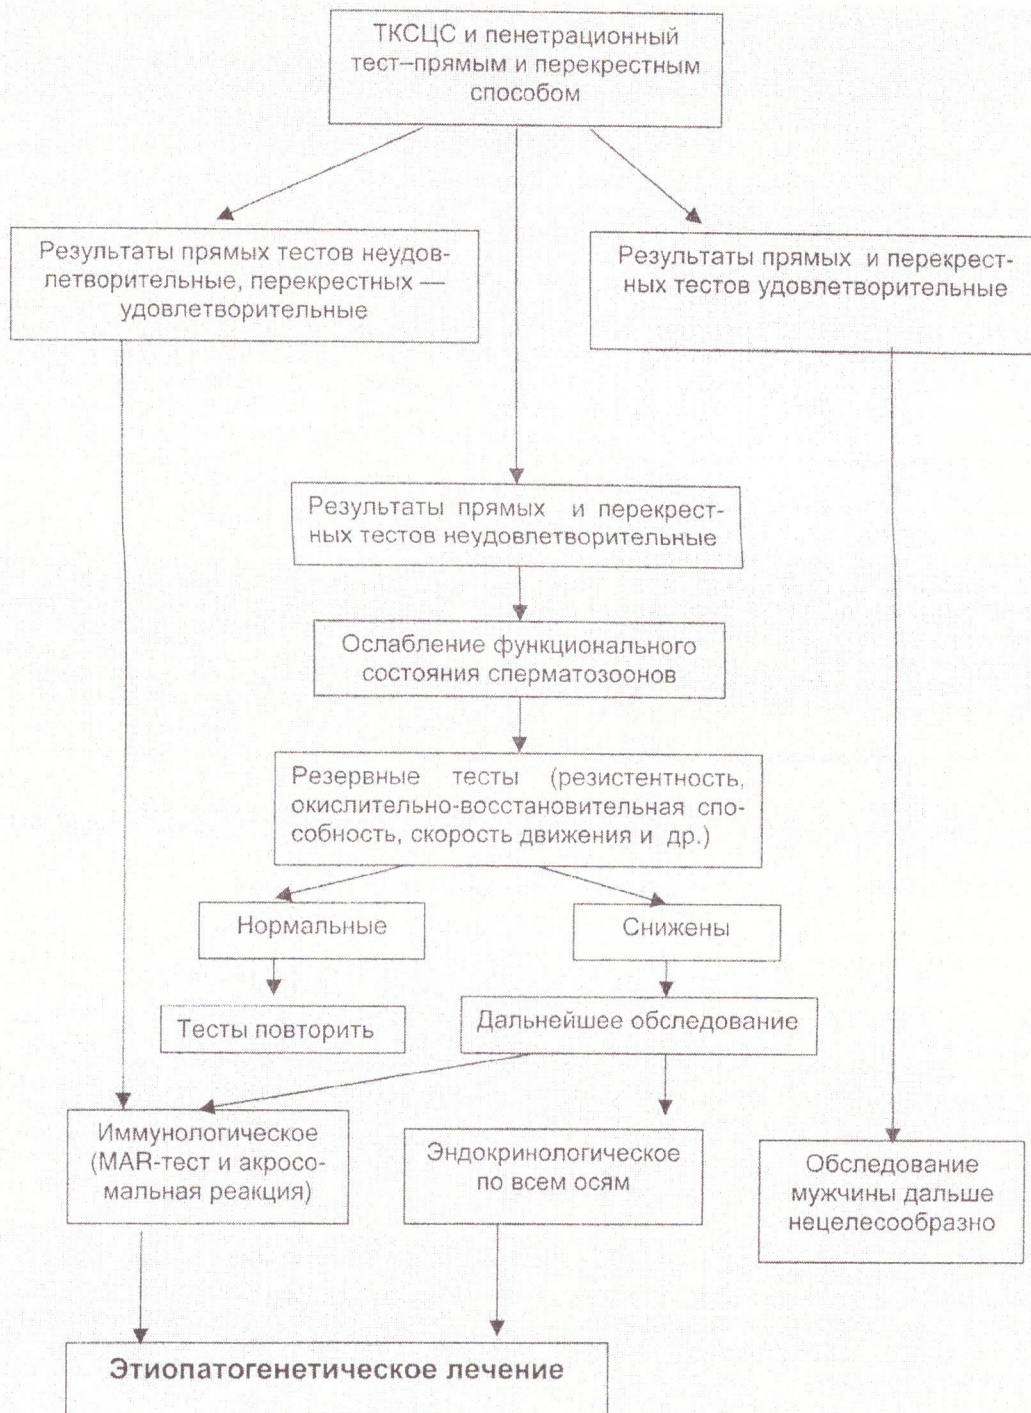 ТКСЦС и пенетрационный
тест–прямым и перекрестным
способом
Результаты прямых тестов неудов-
летворительные, перекрестных —
удовлетворительные
Результаты прямых и перекрест-
ных тестов удовлетворительные
Результаты прямых и перекрест-
ных тестов неудовлетворительные
Ослабление функционального
состояния сперматозоонов
Резервные тесты (резистентность,
окислительно-восстановительная спо-
собность, скорость движения и др.)
Нормальные
Снижены
Тесты повторить
Дальнейшее обследование
Иммунологическое
(MAR-тест и акросо-
мальная реакция)
Эндокринологическое
по всем осям
Обследование
мужчины дальше
нецелесообразно
Этиопатогенетическое лечение